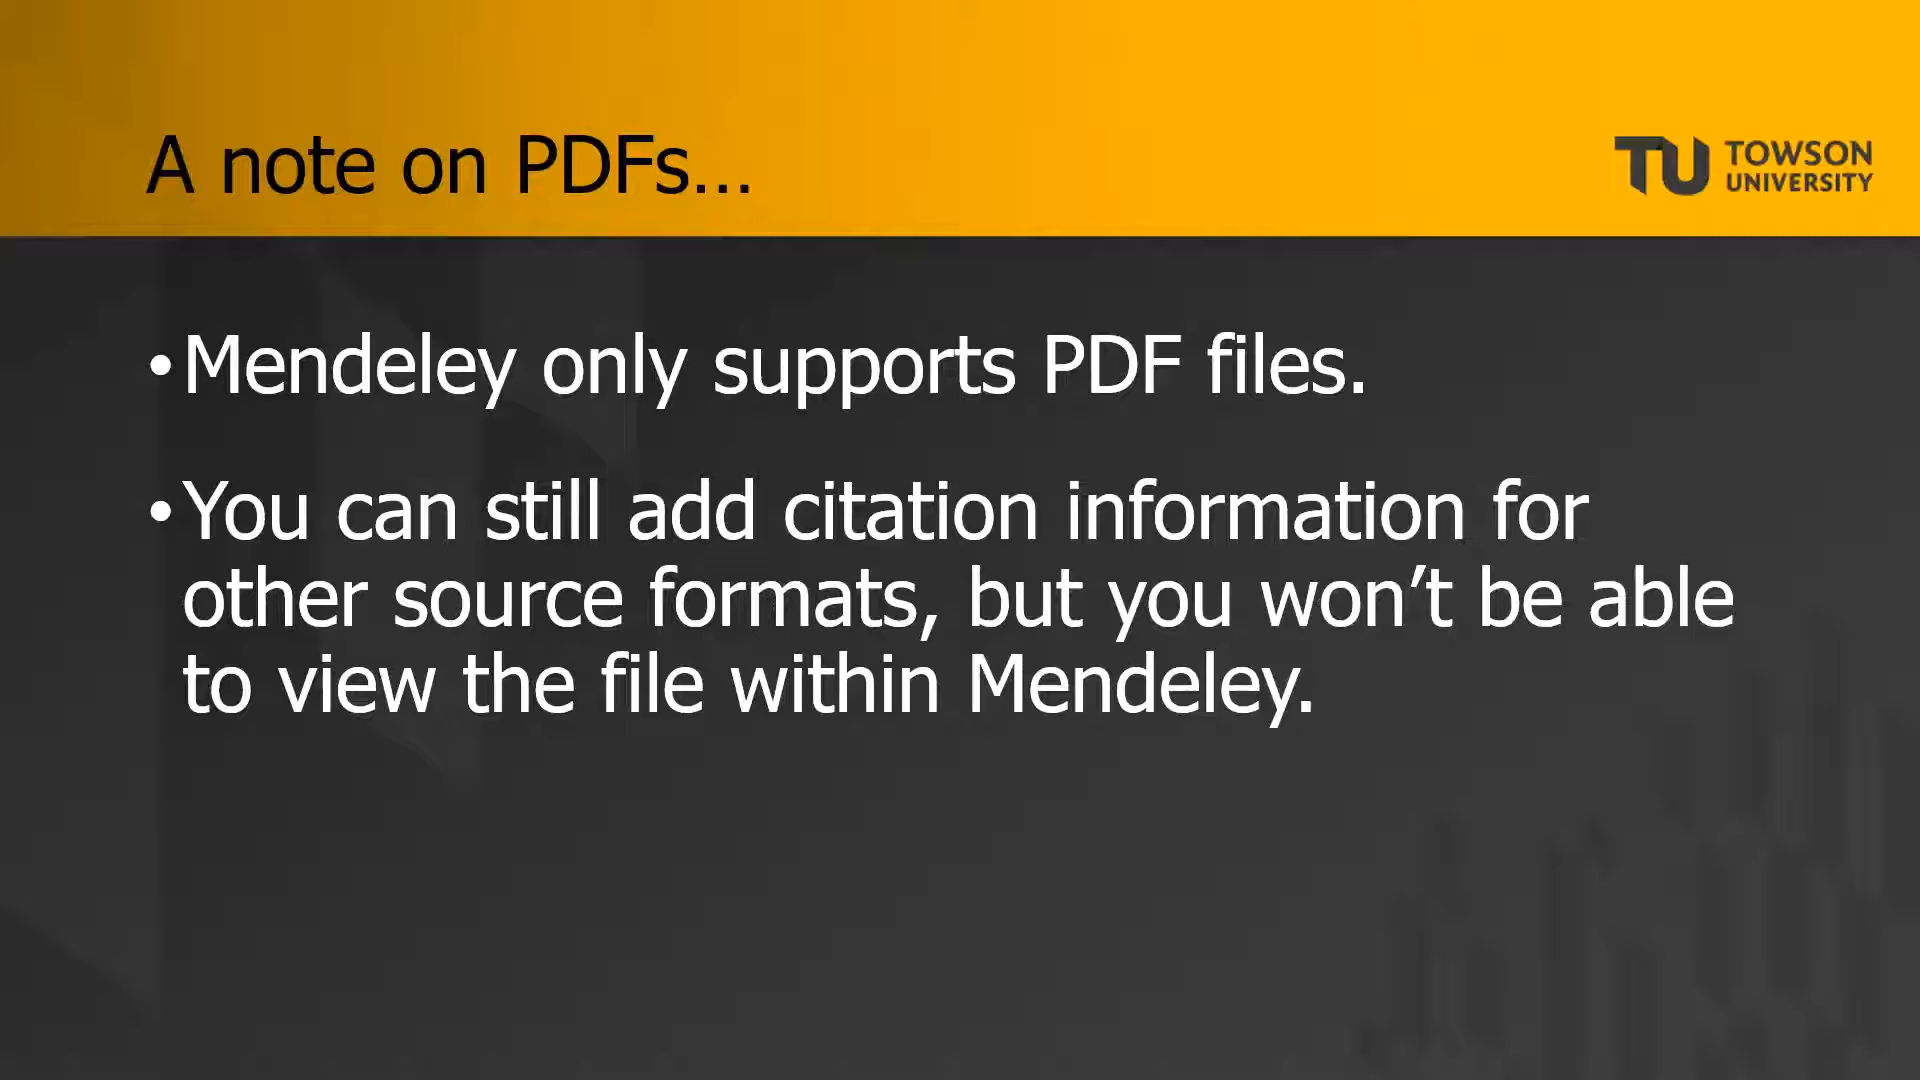 A note on PDFs...
TU TOWSON
UNIVERSITY
•Mendeley only supports PDF files.
•You can still add citation information for
other source formats, but you won’t be able
to view the file within Mendeley.